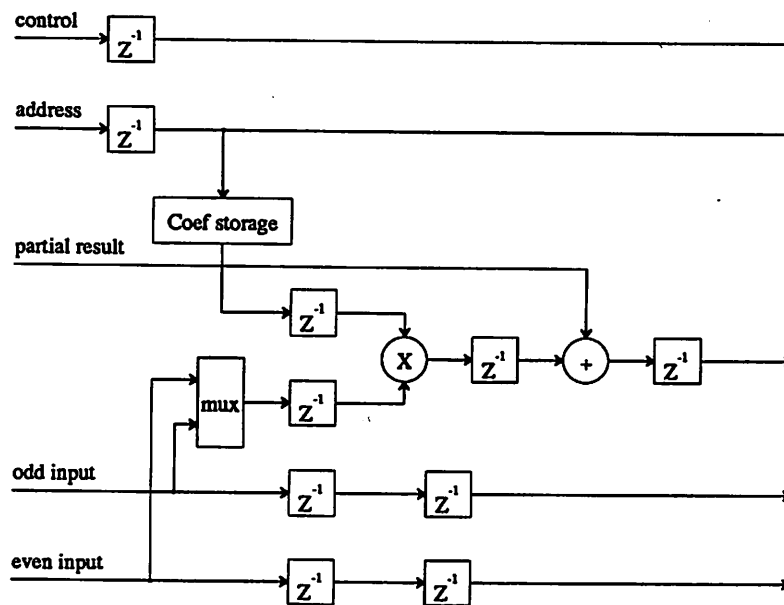 control
Z⁻¹
address
Z⁻¹
Coef storage
partial result
Z⁻¹
X
Z⁻¹
+
Z⁻¹
mux
Z⁻¹
odd input
Z⁻¹
Z⁻¹
even input
Z⁻¹
Z⁻¹